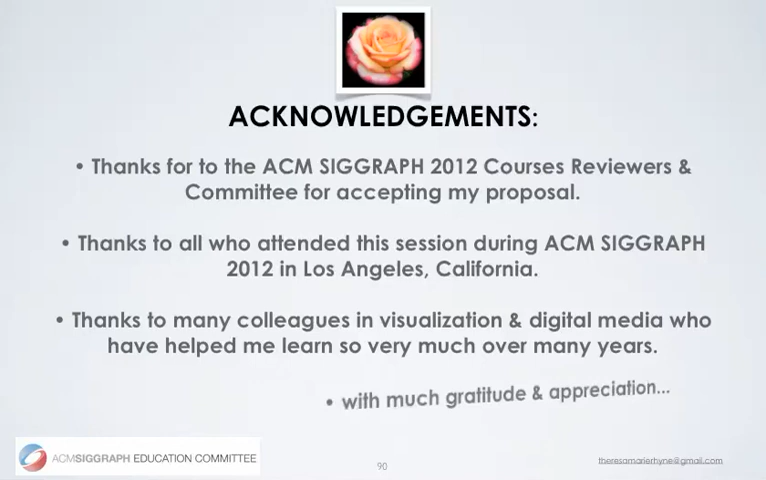 ACKNOWLEDGEMENTS:
• Thanks for to the ACM SIGGRAPH 2012 Courses Reviewers &
Committee for accepting my proposal.
• Thanks to all who attended this session during ACM SIGGRAPH
2012 in Los Angeles, California.
• Thanks to many colleagues in visualization & digital media who
have helped me learn so very much over many years.
• with much gratitude & appreciation...
ACMSIGGRAPH EDUCATION COMMITTEE
90
theresamarierhyne@gmail.com